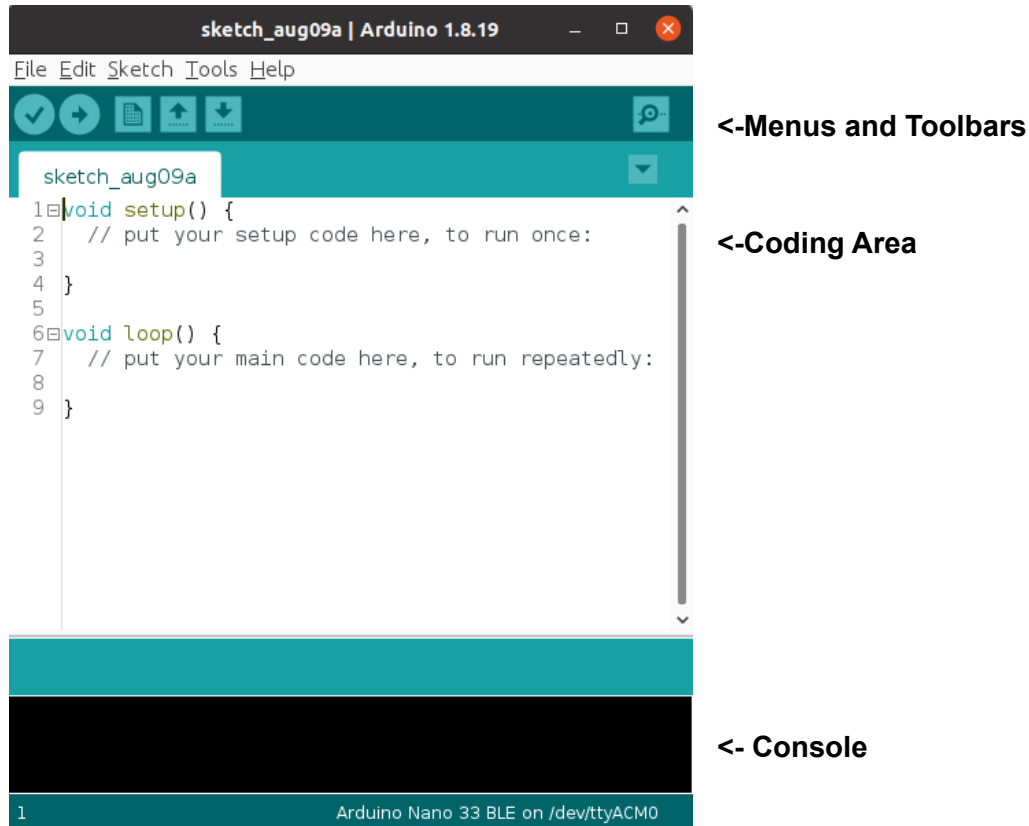 sketch_aug09a | Arduino 1.8.19
File Edit Sketch Tools Help
<-Menus and Toolbars
sketch_aug09a
1 void setup() {
2 // put your setup code here, to run once:
<-Coding Area
3
4 }
5
6 void loop() {
7 // put your main code here, to run repeatedly:
8
9 }
<- Console
1 Arduino Nano 33 BLE on /dev/ttyACM0